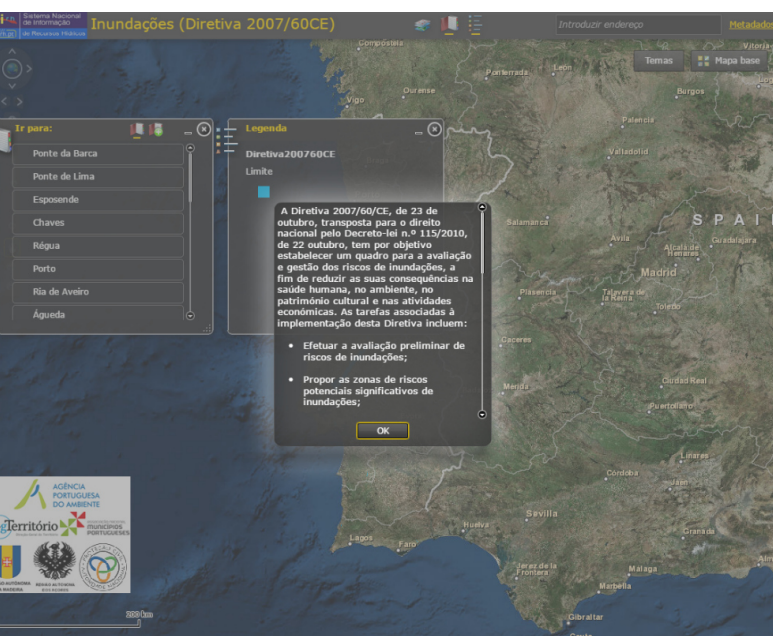 Sistema Nacional
de Informação
de Recursos Hídricos
Inundações (Diretiva 2007/60CE)
Introduzir endereço
Metadados
Temas
Mapa base
Ir para:
Ponte da Barca
Ponte de Lima
Esposende
Chaves
Régua
Porto
Ria de Aveiro
Águeda
Legenda
Diretiva200760CE
Limite
A Diretiva 2007/60/CE, de 23 de
outubro, transposta para o direito
nacional pelo Decreto-lei n.º 115/2010,
de 22 outubro, tem por objetivo
estabelecer um quadro para a avaliação
e gestão dos riscos de inundações, a
fim de reduzir as suas consequências na
saúde humana, no ambiente, no
património cultural e nas atividades
económicas. As tarefas associadas à
implementação desta Diretiva incluem:
• Efetuar a avaliação preliminar de
riscos de inundações;
• Propor as zonas de riscos
potenciais significativos de
inundações;
OK
Compostela
Ponferrada
León
Vitoria
Vigo
Ourense
Burgos
Palencia
Valladolid
Salamanca
SPAI
Avila
Alcalá de
Henares
Guadalajara
Madrid
Plasencia
Talavera de
la Reina
Toledo
Caceres
Mérida
Ciudad Real
Puertollano
Linares
Córdoba
Jaén
Sevilla
Huelva
Granada
Lagos
Faro
Jerez de la
Frontera
Málaga
Marbella
Gibraltar
Ceuta
AGÊNCIA
PORTUGUESA
DO AMBIENTE
Território
MUNICÍPIOS
PORTUGUESES
200 km